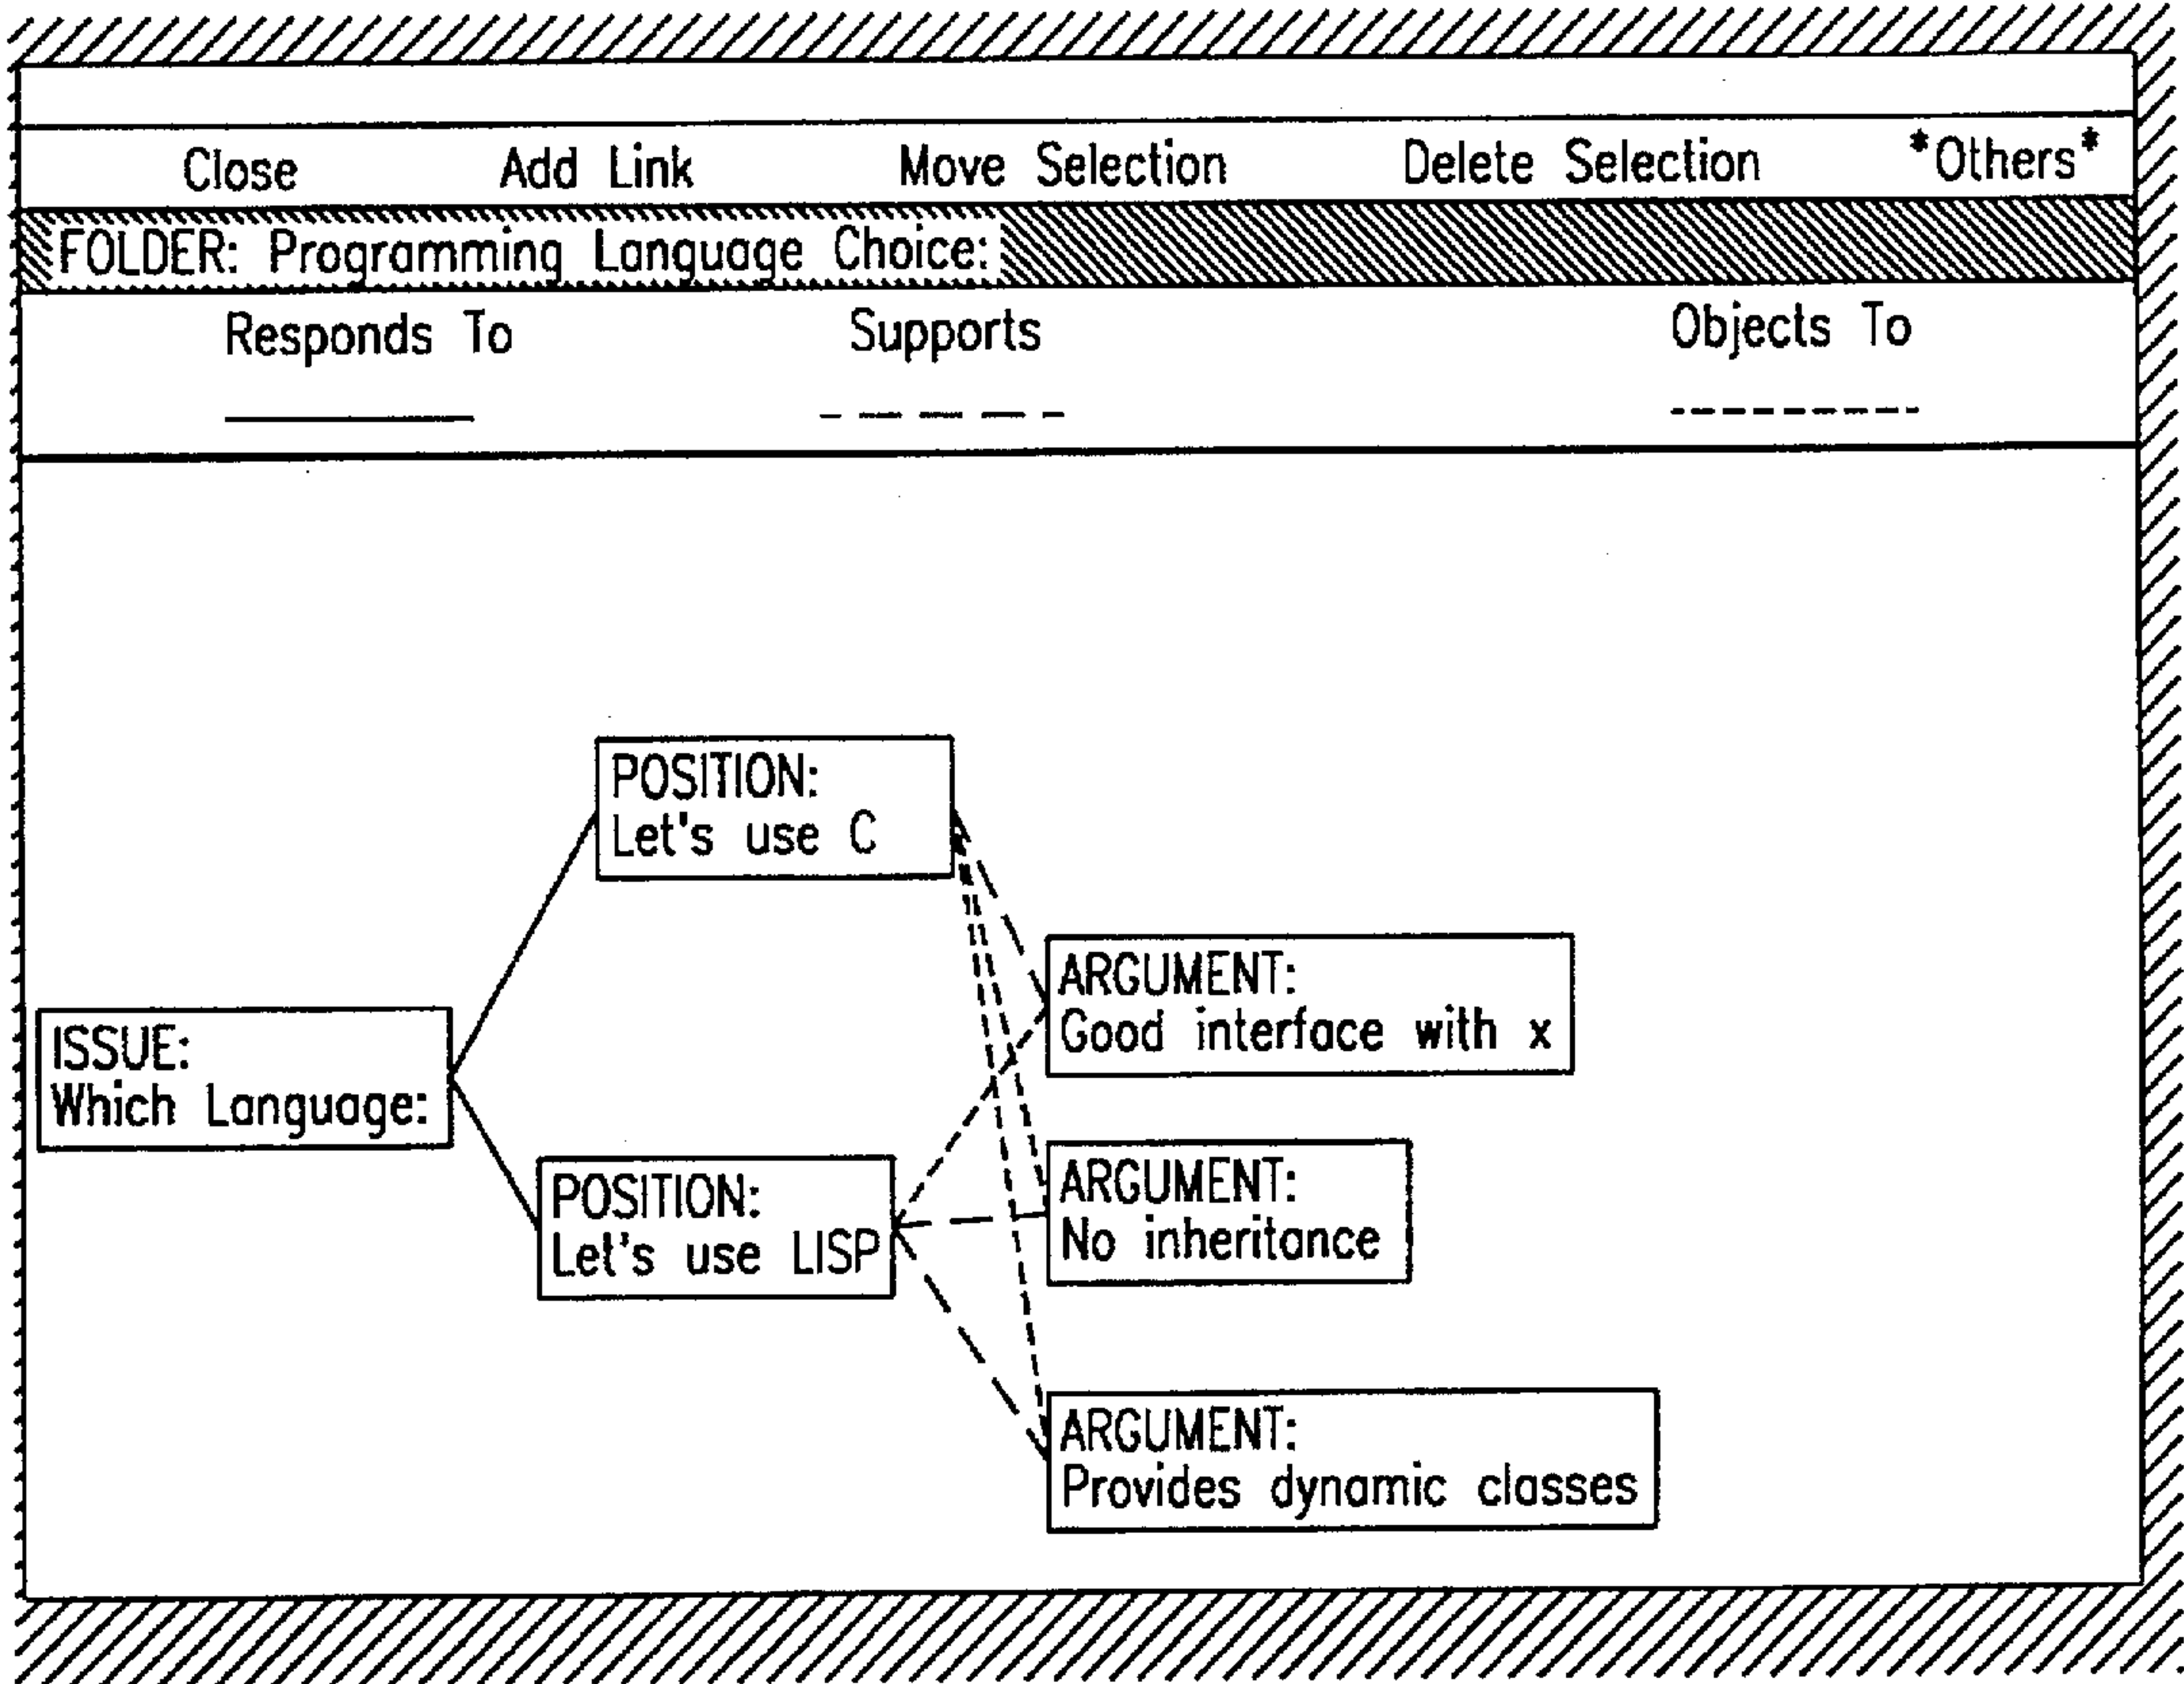 Close Add Link Move Selection Delete Selection *Others*
FOLDER: Programming Language Choice:
Responds To Supports Objects To
POSITION:
Let's use C
ARGUMENT:
Good interface with x
ISSUE:
Which Language:
ARGUMENT:
No inheritance
POSITION:
Let's use LISP
ARGUMENT:
Provides dynamic classes